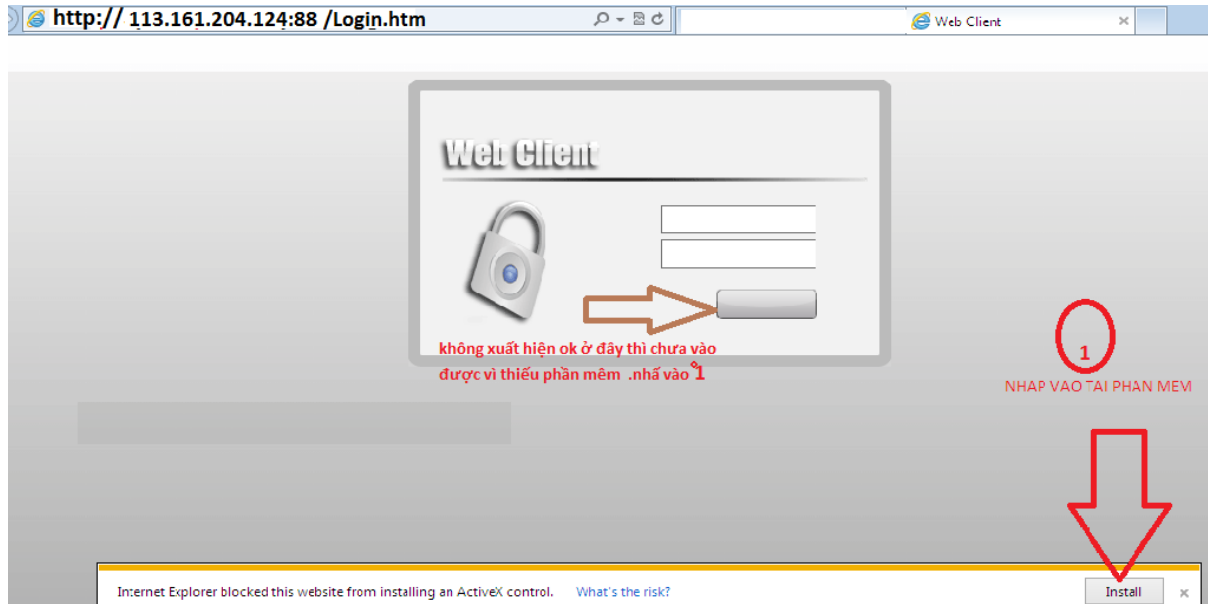 http:// 113.161.204.124:88 /Login.htm
Web Client
Web Client
không xuất hiện ok ở đây thì chưa vào
được vì thiếu phần mêm .nhấ vào 1
1
NHAP VAO TAI PHAN MEM
Internet Explorer blocked this website from installing an ActiveX control. What's the risk?
Install